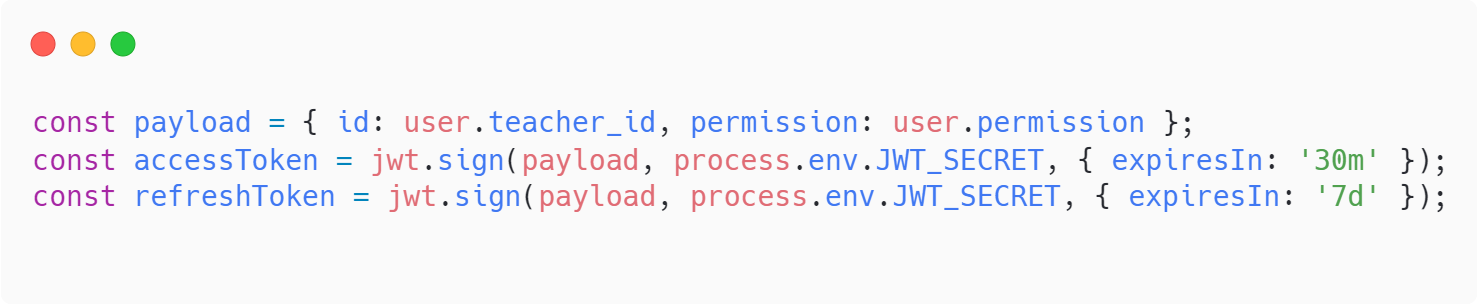 const payload = { id: user.teacher_id, permission: user.permission };
const accessToken = jwt.sign(payload, process.env.JWT_SECRET, { expiresIn: '30m' });
const refreshToken = jwt.sign(payload, process.env.JWT_SECRET, { expiresIn: '7d' });